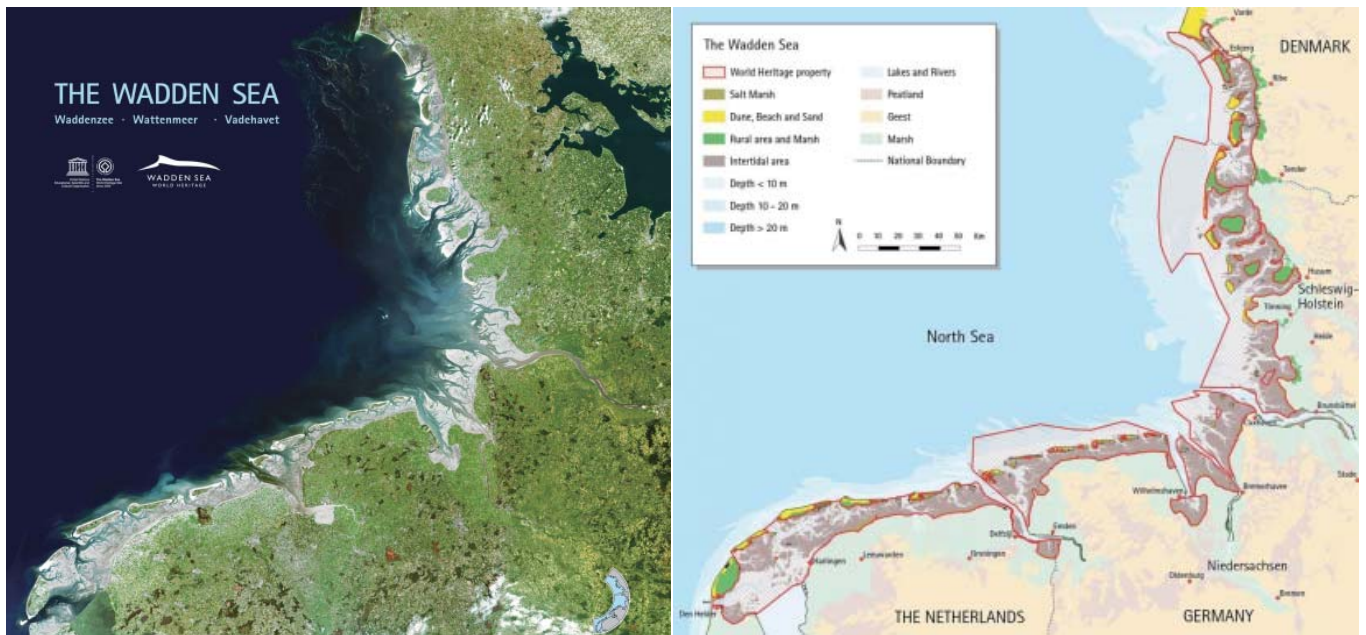 THE WADDEN SEA
Waddenzee · Wattenmeer · Vadehavet
WADDEN SEA
WORLD HERITAGE
The Wadden Sea
World Heritage property
Salt Marsh
Dune, Beach and Sand
Rural area and Marsh
Intertidal area
Depth < 10 m
Depth 10 - 20 m
Depth > 20 m
Lakes and Rivers
Peatland
Geest
Marsh
National Boundary
N
0 10 20 30 40 50 Km
Varde
Esbjerg
DENMARK
Ribe
Tønder
Husum
Schleswig-
Holstein
Tönning
Heide
North Sea
Brunsbüttel
Cuxhaven
Stade
Wilhelmshaven
Bremerhaven
Emden
Delfzijl
Harlingen
Leeuwarden
Groningen
Niedersachsen
Oldenburg
Bremen
Den Helder
THE NETHERLANDS
GERMANY